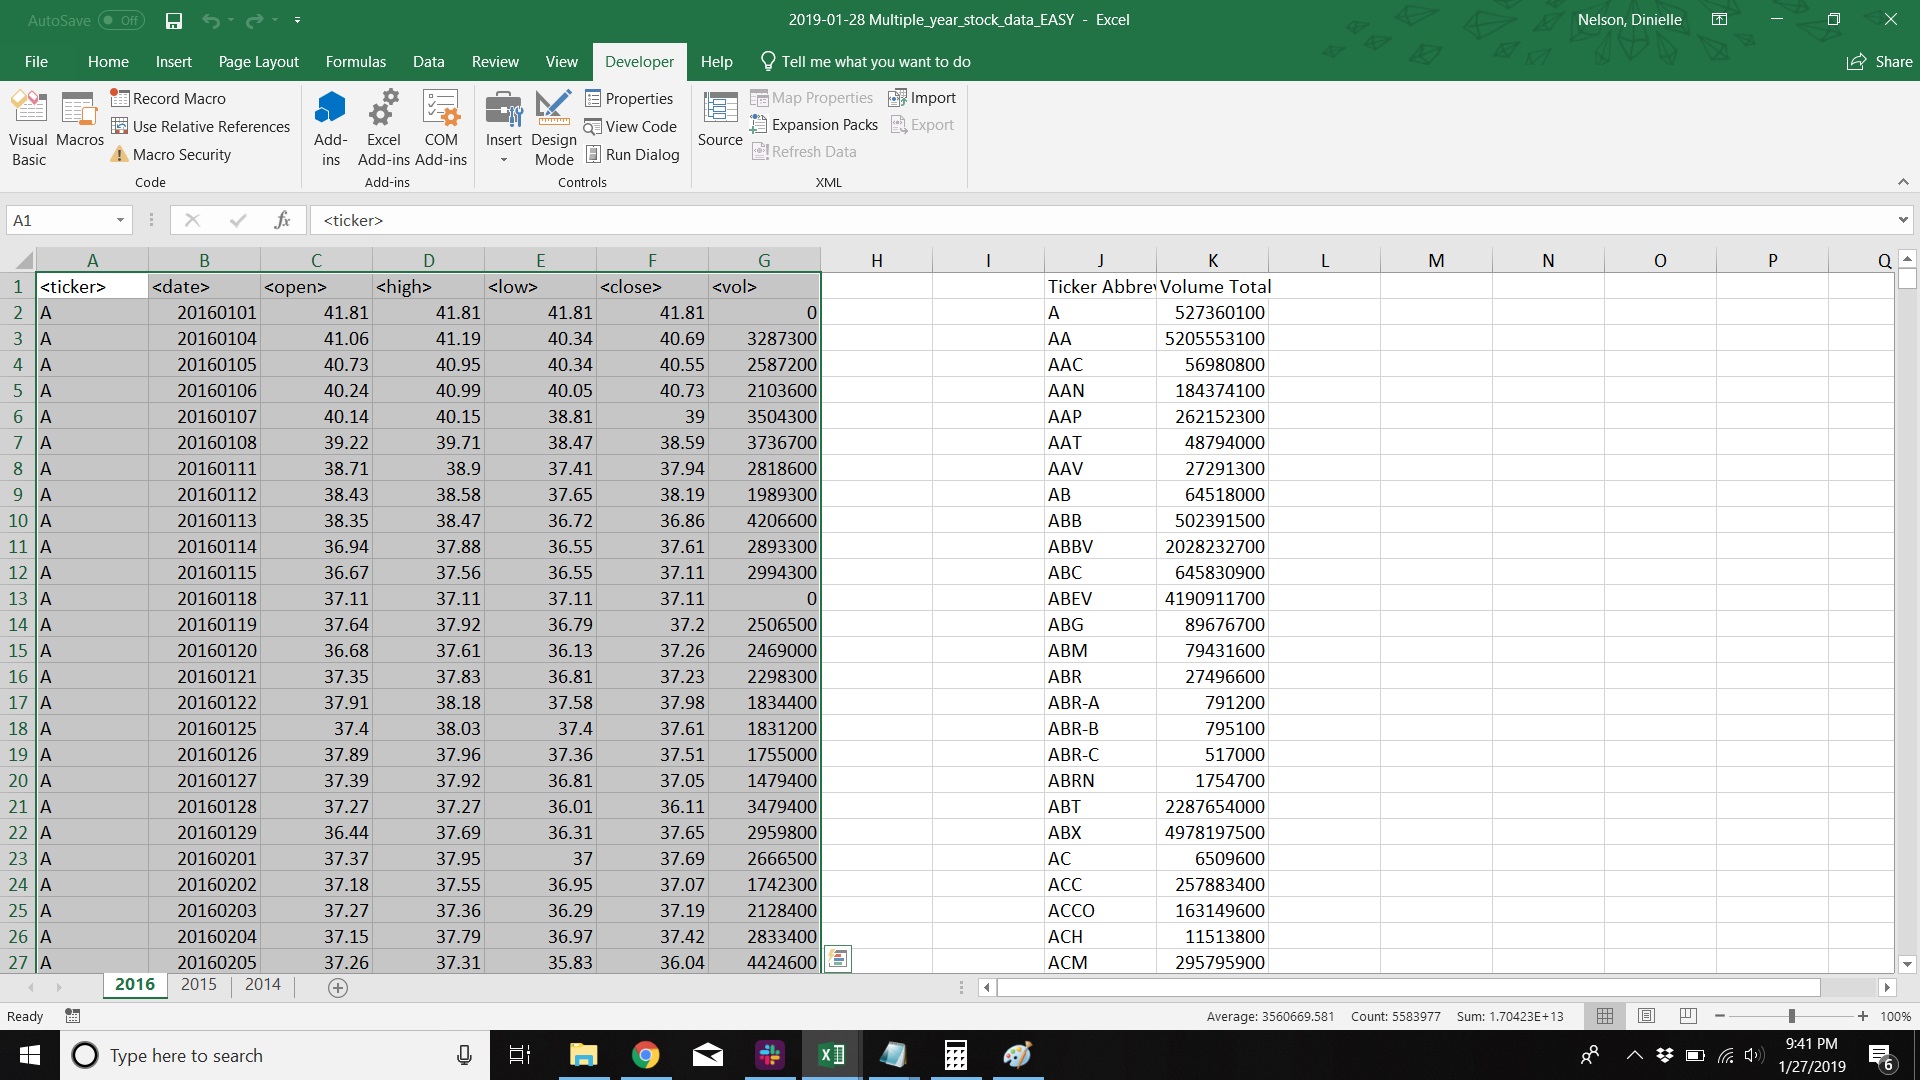 AutoSave Off 2019-01-28 Multiple_year_stock_data_EASY - Excel Nelson, Dinielle
File Home Insert Page Layout Formulas Data Review View Developer Help Tell me what you want to do Share
Visual Basic
Macros
Record Macro
Use Relative References
Macro Security
Code
Add-ins
Excel Add-ins
COM Add-ins
Add-ins
Insert
Design Mode
Properties
View Code
Run Dialog
Controls
Source
Map Properties
Expansion Packs
Refresh Data
Import
Export
XML
A1 fx <ticker>
A B C D E F G H I J K L M N O P Q
1 <ticker> <date> <open> <high> <low> <close> <vol> Ticker Abbrev Volume Total
2 A 20160101 41.81 41.81 41.81 41.81 0 A 527360100
3 A 20160104 41.06 41.19 40.34 40.69 3287300 AA 5205553100
4 A 20160105 40.73 40.95 40.34 40.55 2587200 AAC 56980800
5 A 20160106 40.24 40.99 40.05 40.73 2103600 AAN 184374100
6 A 20160107 40.14 40.15 38.81 39 3504300 AAP 262152300
7 A 20160108 39.22 39.71 38.47 38.59 3736700 AAT 48794000
8 A 20160111 38.71 38.9 37.41 37.94 2818600 AAV 27291300
9 A 20160112 38.43 38.58 37.65 38.19 1989300 AB 64518000
10 A 20160113 38.35 38.47 36.72 36.86 4206600 ABB 502391500
11 A 20160114 36.94 37.88 36.55 37.61 2893300 ABBV 2028232700
12 A 20160115 36.67 37.56 36.55 37.11 2994300 ABC 645830900
13 A 20160118 37.11 37.11 37.11 37.11 0 ABEV 4190911700
14 A 20160119 37.64 37.92 36.79 37.2 2506500 ABG 89676700
15 A 20160120 36.68 37.61 36.13 37.26 2469000 ABM 79431600
16 A 20160121 37.35 37.83 36.81 37.23 2298300 ABR 27496600
17 A 20160122 37.91 38.18 37.58 37.98 1834400 ABR-A 791200
18 A 20160125 37.4 38.03 37.4 37.61 1831200 ABR-B 795100
19 A 20160126 37.89 37.96 37.36 37.51 1755000 ABR-C 517000
20 A 20160127 37.39 37.92 36.81 37.05 1479400 ABRN 1754700
21 A 20160128 37.27 37.27 36.01 36.11 3479400 ABT 2287654000
22 A 20160129 36.44 37.69 36.31 37.65 2959800 ABX 4978197500
23 A 20160201 37.37 37.95 37 37.69 2666500 AC 6509600
24 A 20160202 37.18 37.55 36.95 37.07 1742300 ACC 257883400
25 A 20160203 37.27 37.36 36.29 37.19 2128400 ACCO 163149600
26 A 20160204 37.15 37.79 36.97 37.42 2833400 ACH 11513800
27 A 20160205 37.26 37.31 35.83 36.04 4424600 ACM 295795900
2016 2015 2014
Ready Average: 3560669.581 Count: 5583977 Sum: 1.70423E+13 100%
Type here to search
9:41 PM
1/27/2019
6